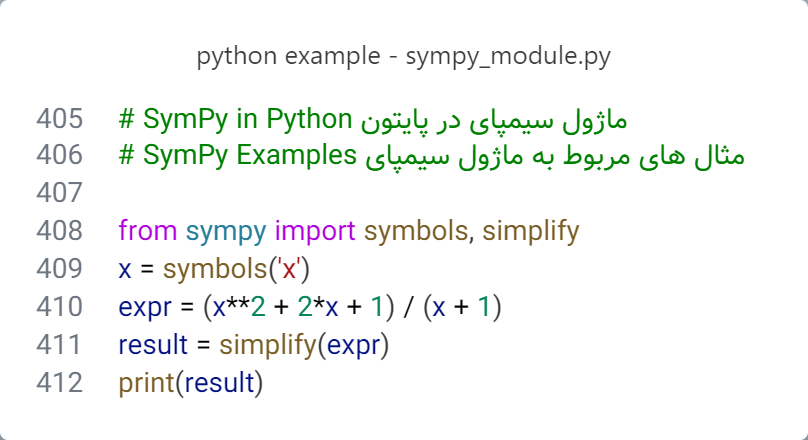 python example - sympy_module.py
405 # SymPy in Python ماژول سیمپای در پایتون
406 # SymPy Examples مثال های مربوط به ماژول سیمپای
407
408 from sympy import symbols, simplify
409 x = symbols('x')
410 expr = (x**2 + 2*x + 1) / (x + 1)
411 result = simplify(expr)
412 print(result)